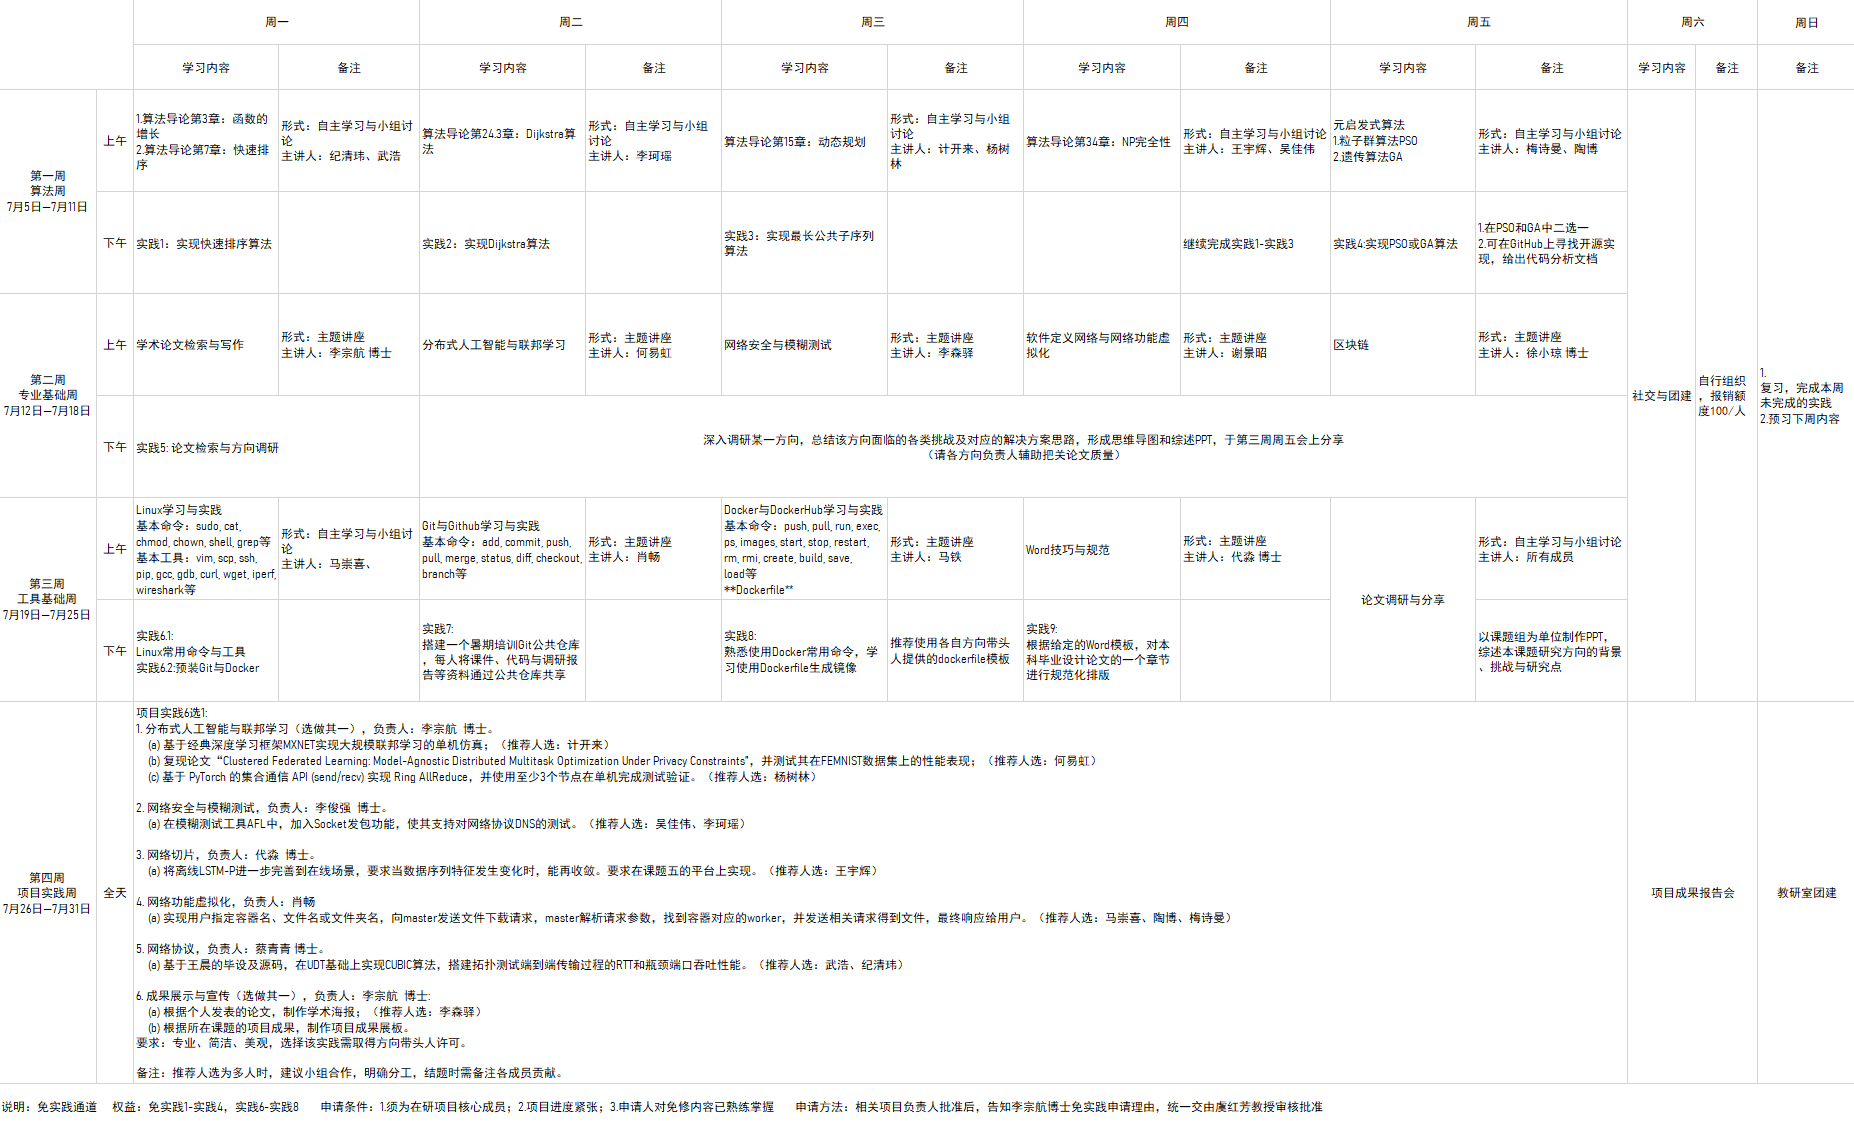 周一 周二 周三 周四 周五 周六 周日
学习内容 备注 学习内容 备注 学习内容 备注 学习内容 备注 学习内容 备注 学习内容 备注 备注
第一周
算法周
7月5日—7月11日
上午
1.算法导论第3章：函数的
增长
2.算法导论第7章：快速排
序
形式：自主学习与小组讨
论
主讲人：纪清玮、武浩
算法导论第24.3章：Dijkstra算
法
形式：自主学习与小组
讨论
主讲人：李珂瑶
算法导论第15章：动态规划
形式：自主学习与小组
讨论
主讲人：计开来、杨树
林
算法导论第34章：NP完全性
形式：自主学习与小组讨论
主讲人：王宇辉、吴佳伟
元启发式算法
1.粒子群算法PSO
2.遗传算法GA
形式：自主学习与小组讨论
主讲人：梅诗曼、陶博
下午
实践1：实现快速排序算法
实践2：实现Dijkstra算法
实践3：实现最长公共子序列
算法
继续完成实践1-实践3
实践4:实现PSO或GA算法
1.在PSO和GA中二选一
2.可在GitHub上寻找开源实
现，给出代码分析文档
第二周
专业基础周
7月12日—7月18日
上午
学术论文检索与写作
形式：主题讲座
主讲人：李宗航 博士
分布式人工智能与联邦学习
形式：主题讲座
主讲人：何易虹
网络安全与模糊测试
形式：主题讲座
主讲人：李森驿
软件定义网络与网络功能虚
拟化
形式：主题讲座
主讲人：谢景昭
区块链
形式：主题讲座
主讲人：徐小琼 博士
下午
实践5: 论文检索与方向调研
深入调研某一方向，总结该方向面临的各类挑战及对应的解决方案思路，形成思维导图和综述PPT，于第三周周五会上分享
（请各方向负责人辅助把关论文质量）
社交与团建
自行组织
，报销额
度100/人
1.
复习，完成本周
未完成的实践
2.预习下周内容
第三周
工具基础周
7月19日—7月25日
上午
Linux学习与实践
基本命令：sudo, cat,
chmod, chown, shell, grep等
基本工具：vim, scp, ssh,
pip, gcc, gdb, curl, wget, iperf,
wireshark等
形式：自主学习与小组讨
论
主讲人：马崇喜、
Git与Github学习与实践
基本命令：add, commit, push,
pull, merge, status, diff, checkout,
branch等
形式：主题讲座
主讲人：肖畅
Docker与DockerHub学习与实践
基本命令：push, pull, run, exec,
ps, images, start, stop, restart,
rm, rmi, create, build, save,
load等
**Dockerfile**
形式：主题讲座
主讲人：马铁
Word技巧与规范
形式：主题讲座
主讲人：代淼 博士
论文调研与分享
形式：自主学习与小组讨论
主讲人：所有成员
下午
实践6.1:
Linux常用命令与工具
实践6.2:预装Git与Docker
实践7:
搭建一个暑期培训Git公共仓库
，每人将课件、代码与调研报
告等资料通过公共仓库共享
实践8:
熟悉使用Docker常用命令，学
习使用Dockerfile生成镜像
推荐使用各自方向带头
人提供的dockerfile模板
实践9:
根据给定的Word模板，对本
科毕业设计论文的一个章节
进行规范化排版
以课题组为单位制作PPT，
综述本课题研究方向的背景
、挑战与研究点
第四周
项目实践周
7月26日—7月31日
全天
项目实践6选1:
1. 分布式人工智能与联邦学习（选做其一），负责人：李宗航 博士。
(a) 基于经典深度学习框架MXNET实现大规模联邦学习的单机仿真；（推荐人选：计开来）
(b) 复现论文“Clustered Federated Learning: Model-Agnostic Distributed Multitask Optimization Under Privacy Constraints”，并测试其在FEMNIST数据集上的性能表现；（推荐人选：何易虹）
(c) 基于 PyTorch 的集合通信 API (send/recv) 实现 Ring AllReduce，并使用至少3个节点在单机完成测试验证。（推荐人选：杨树林）
2. 网络安全与模糊测试，负责人：李俊强 博士。
(a) 在模糊测试工具AFL中，加入Socket发包功能，使其支持对网络协议DNS的测试。（推荐人选：吴佳伟、李珂瑶）
3. 网络切片，负责人：代淼 博士。
(a) 将离线LSTM-P进一步完善到在线场景，要求当数据序列特征发生变化时，能再收敛。要求在课题五的平台上实现。（推荐人选：王宇辉）
4. 网络功能虚拟化，负责人：肖畅
(a) 实现用户指定容器名、文件名或文件夹名，向master发送文件下载请求，master解析请求参数，找到容器对应的worker，并发送相关请求得到文件，最终响应给用户。（推荐人选：马崇喜、陶博、梅诗曼）
5. 网络协议，负责人：蔡青青 博士。
(a) 基于王晨的毕设及源码，在UDT基础上实现CUBIC算法，搭建拓扑测试端到端传输过程的RTT和瓶颈端口吞吐性能。（推荐人选：武浩、纪清玮）
6. 成果展示与宣传（选做其一），负责人：李宗航 博士:
(a) 根据个人发表的论文，制作学术海报；（推荐人选：李森驿）
(b) 根据所在课题的项目成果，制作项目成果展板。
要求：专业、简洁、美观，选择该实践需取得方向带头人许可。
备注：推荐人选为多人时，建议小组合作，明确分工，结题时需备注各成员贡献。
项目成果报告会
教研室团建
说明：免实践通道 权益：免实践1-实践4，实践6-实践8 申请条件：1.须为在研项目核心成员；2.项目进度紧张；3.申请人对免修内容已熟练掌握 申请方法：相关项目负责人批准后，告知李宗航博士免实践申请理由，统一交由虞红芳教授审核批准